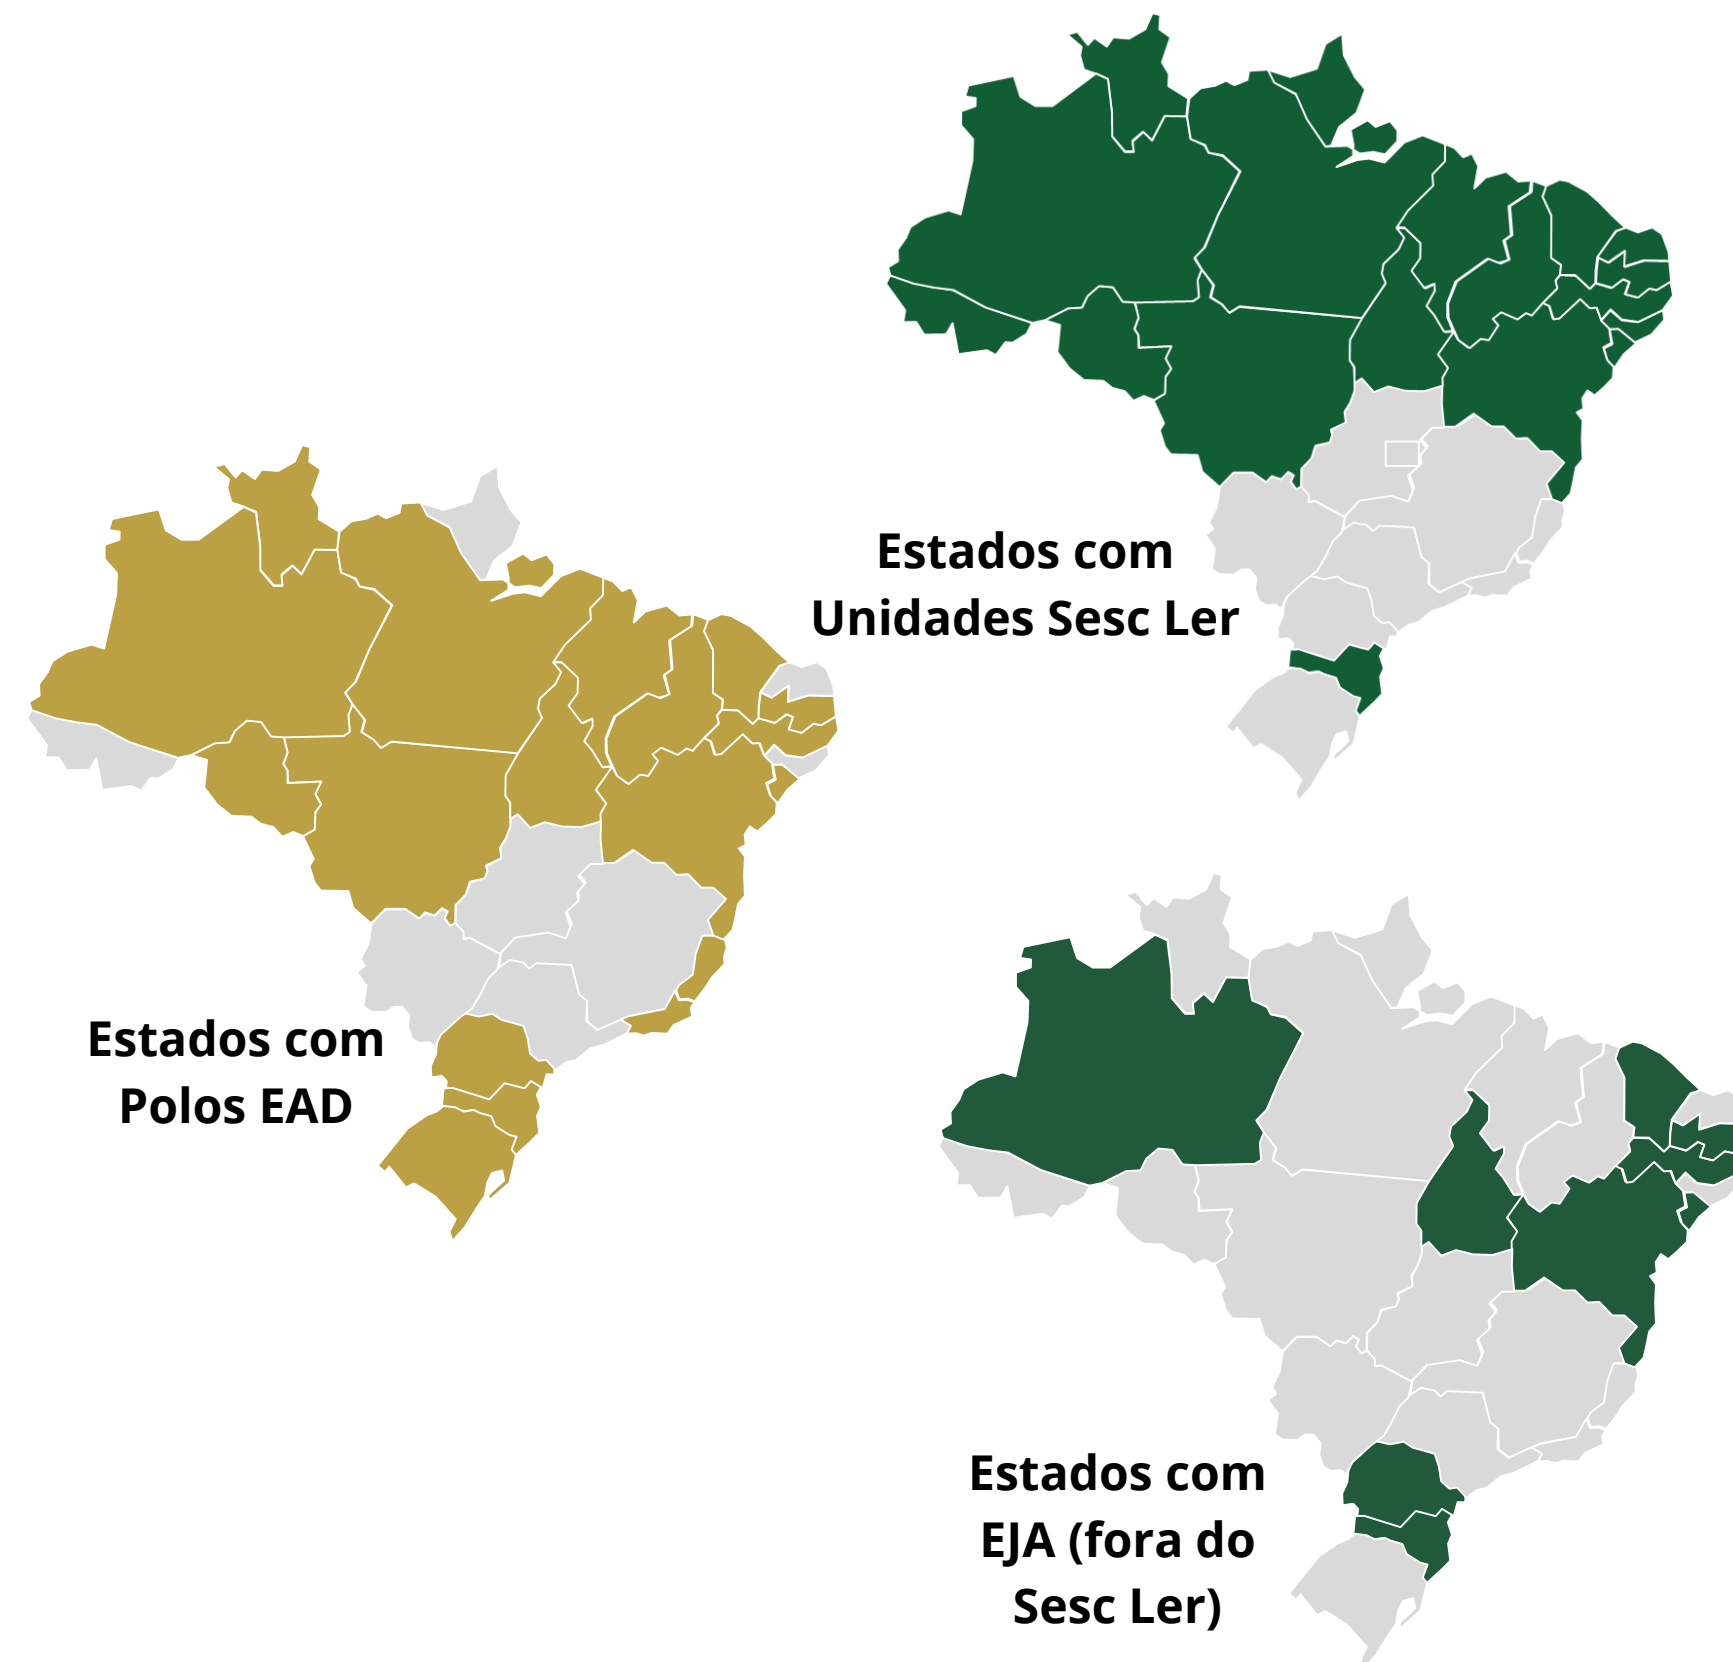 Estados com
Unidades Sesc Ler
Estados com
Polos EAD
Estados com
EJA (fora do
Sesc Ler)